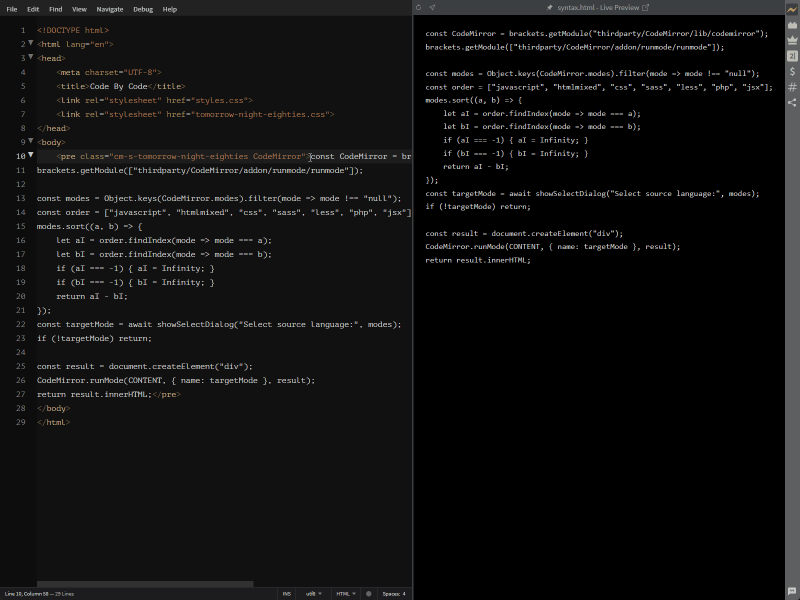 File Edit Find View Navigate Debug Help
syntax.html - Live Preview
1 <!DOCTYPE html>
2 <html lang="en">
3 <head>
4 <meta charset="UTF-8">
5 <title>Code By Code</title>
6 <link rel="stylesheet" href="styles.css">
7 <link rel="stylesheet" href="tomorrow-night-eighties.css">
8 </head>
9 <body>
10 <pre class="cm-s-tomorrow-night-eighties CodeMirror">const CodeMirror = br
11 brackets.getModule(["thirdparty/CodeMirror/addon/runmode/runmode"]);
12
13 const modes = Object.keys(CodeMirror.modes).filter(mode => mode !== "null");
14 const order = ["javascript", "htmlmixed", "css", "sass", "less", "php", "jsx"]
15 modes.sort((a, b) => {
16 let aI = order.findIndex(mode => mode === a);
17 let bI = order.findIndex(mode => mode === b);
18 if (aI === -1) { aI = Infinity; }
19 if (bI === -1) { bI = Infinity; }
20 return aI - bI;
21 });
22 const targetMode = await showSelectDialog("Select source language:", modes);
23 if (!targetMode) return;
24
25 const result = document.createElement("div");
26 CodeMirror.runMode(CONTENT, { name: targetMode }, result);
27 return result.innerHTML;</pre>
28 </body>
29 </html>
const CodeMirror = brackets.getModule("thirdparty/CodeMirror/lib/codemirror");
brackets.getModule(["thirdparty/CodeMirror/addon/runmode/runmode"]);
const modes = Object.keys(CodeMirror.modes).filter(mode => mode !== "null");
const order = ["javascript", "htmlmixed", "css", "sass", "less", "php", "jsx"];
modes.sort((a, b) => {
let aI = order.findIndex(mode => mode === a);
let bI = order.findIndex(mode => mode === b);
if (aI === -1) { aI = Infinity; }
if (bI === -1) { bI = Infinity; }
return aI - bI;
});
const targetMode = await showSelectDialog("Select source language:", modes);
if (!targetMode) return;
const result = document.createElement("div");
CodeMirror.runMode(CONTENT, { name: targetMode }, result);
return result.innerHTML;
Line 10, Column 58 — 29 Lines
INS utf8 HTML Spaces: 4